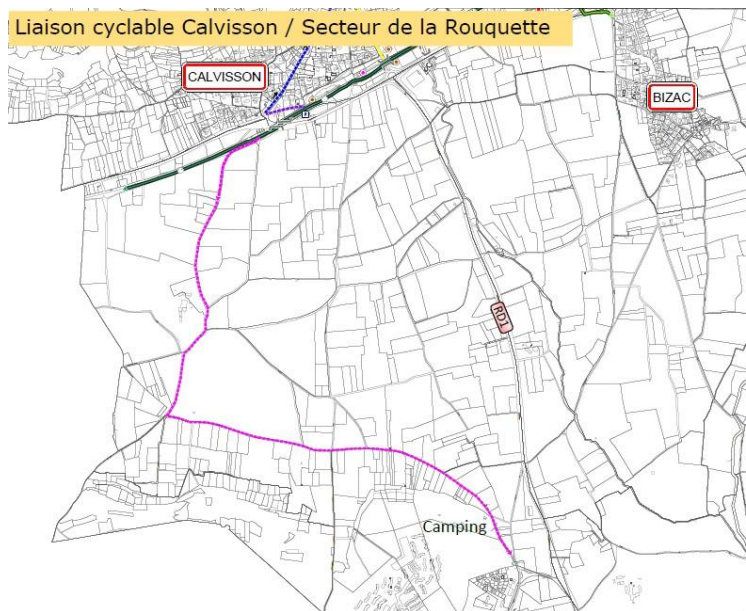 Liaison cyclable Calvisson / Secteur de la Rouquette
CALVISSON
BIZAC
RD1
Camping